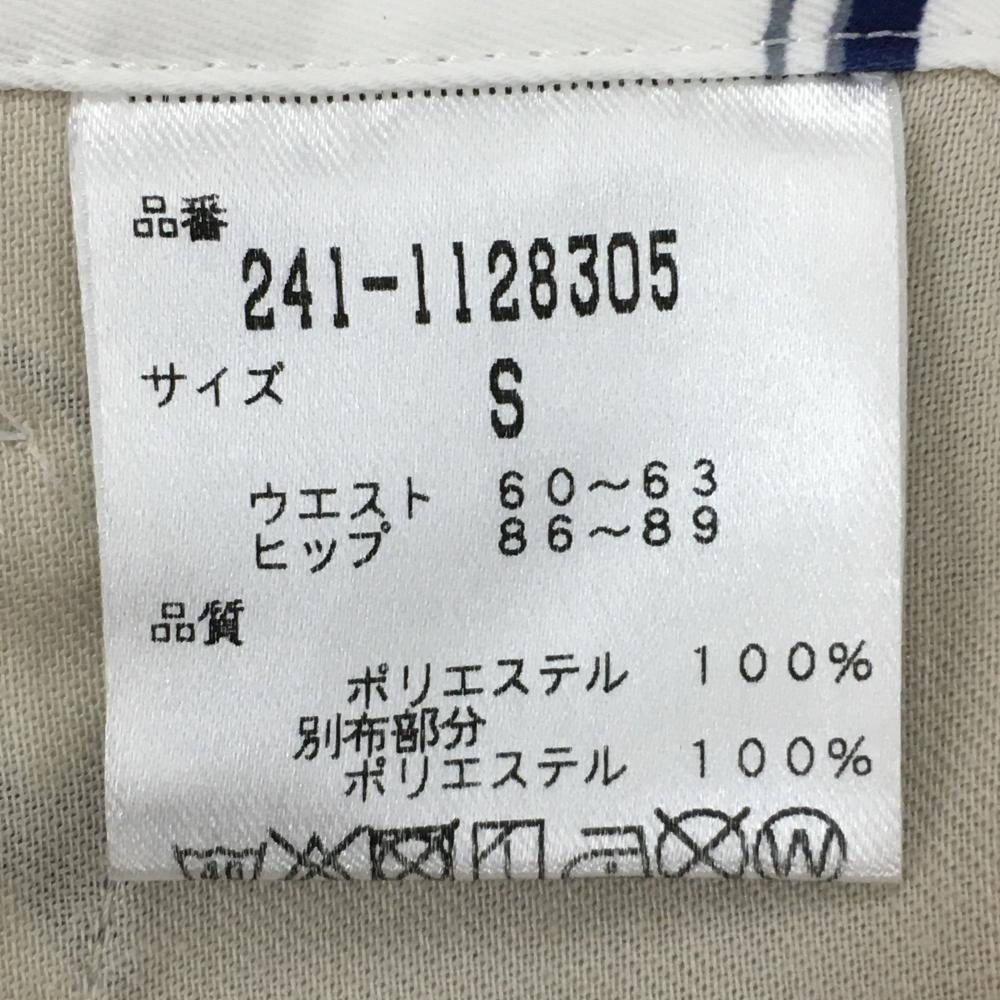 品番
241-1128305
サイズ S
ウエスト 60～63
ヒップ 86～89
品質
ポリエステル 100%
別布部分
ポリエステル 100%
W